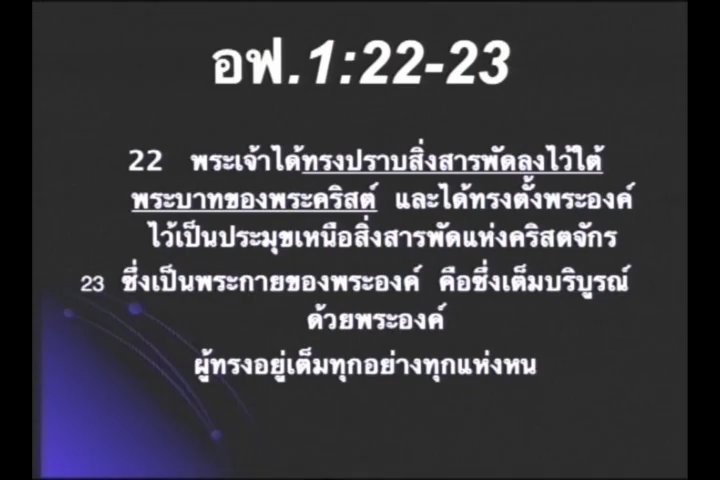 อฟ.1:22-23
22 พระเจ้าได้ทรงปราบสิ่งสารพัดลงไว้ใต้
พระบาทของพระคริสต์ และได้ทรงตั้งพระองค์
ไว้เป็นประมุขเหนือสิ่งสารพัดแห่งคริสตจักร
23 ซึ่งเป็นพระกายของพระองค์ คือซึ่งเต็มบริบูรณ์
ด้วยพระองค์
ผู้ทรงอยู่เต็มทุกอย่างทุกแห่งหน